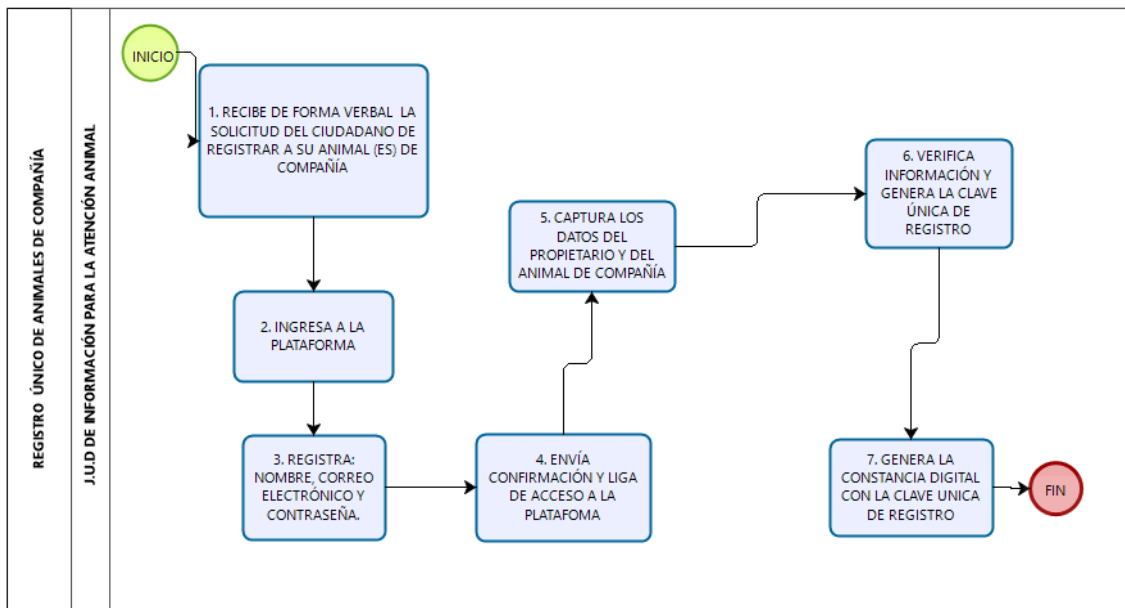 REGISTRO ÚNICO DE ANIMALES DE COMPAÑÍA
J.U.D DE INFORMACIÓN PARA LA ATENCIÓN ANIMAL
INICIO
1. RECIBE DE FORMA VERBAL LA
SOLICITUD DEL CIUDADANO DE
REGISTRAR A SU ANIMAL (ES) DE
COMPAÑÍA
2. INGRESA A LA
PLATAFORMA
3. REGISTRA:
NOMBRE, CORREO
ELECTRÓNICO Y
CONTRASEÑA.
4. ENVÍA
CONFIRMACIÓN Y LIGA
DE ACCESO A LA
PLATAFOMA
5. CAPTURA LOS
DATOS DEL
PROPIETARIO Y DEL
ANIMAL DE COMPAÑÍA
6. VERIFICA
INFORMACIÓN Y
GENERA LA CLAVE
ÚNICA DE
REGISTRO
7. GENERA LA
CONSTANCIA DIGITAL
CON LA CLAVE UNICA
DE REGISTRO
FIN